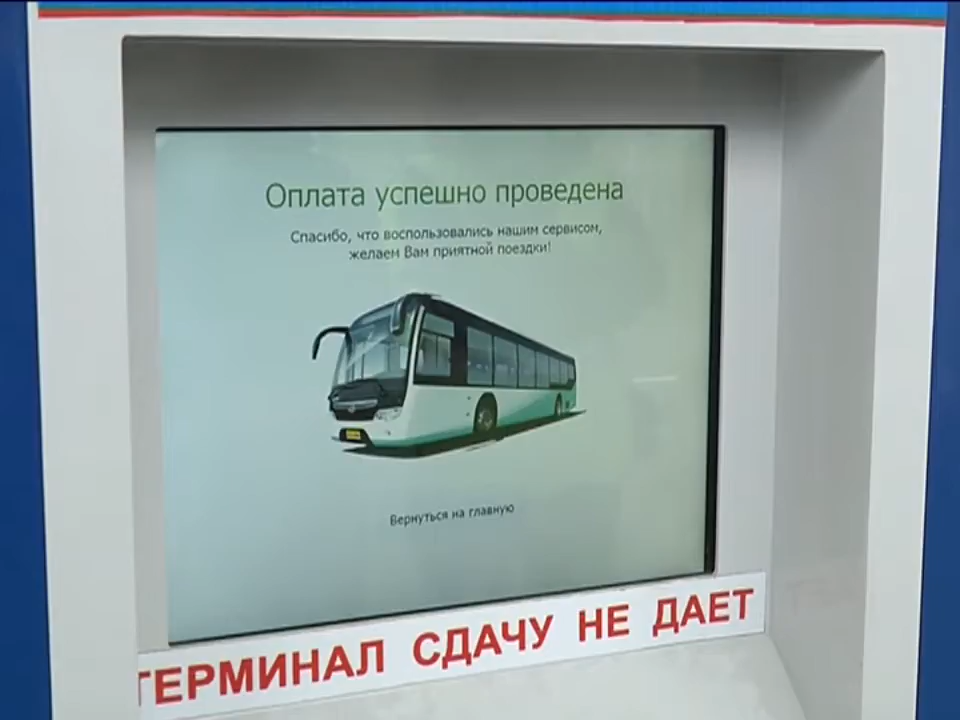 Оплата успешно проведена
Спасибо, что воспользовались нашим сервисом,
желаем Вам приятной поездки!
Вернуться на главную
ТЕРМИНАЛ СДАЧУ НЕ ДАЕТ